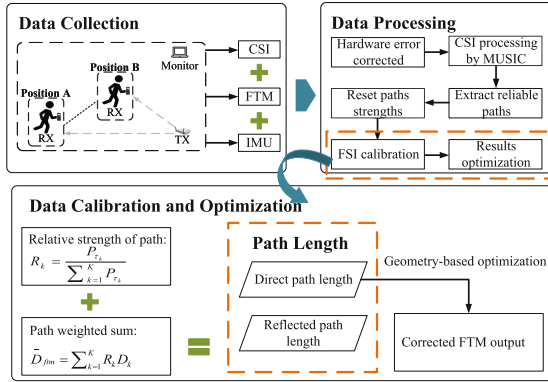 Data Collection
Monitor
Position B
Position A
RX
RX
TX
CSI
FTM
IMU
Data Processing
Hardware error
corrected
CSI processing
by MUSIC
Reset paths
strengths
Extract reliable
paths
FSI calibration
Results
optimization
Data Calibration and Optimization
Relative strength of path:
R_k = P_{τ_k} / ∑_{k=1}^{K} P_{τ_k}
Path weighted sum:
D̄_{ftm} = ∑_{k=1}^{K} R_k D_k
Path Length
Direct path length
Reflected path
length
Geometry-based optimization
Corrected FTM output